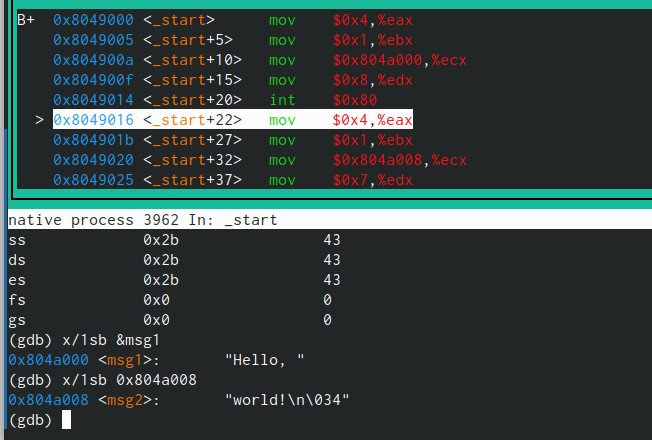 B+ 0x8049000 <_start> mov $0x4,%eax
0x8049005 <_start+5> mov $0x1,%ebx
0x804900a <_start+10> mov $0x804a000,%ecx
0x804900f <_start+15> mov $0x8,%edx
0x8049014 <_start+20> int $0x80
> 0x8049016 <_start+22> mov $0x4,%eax
0x804901b <_start+27> mov $0x1,%ebx
0x8049020 <_start+32> mov $0x804a008,%ecx
0x8049025 <_start+37> mov $0x7,%edx
native process 3962 In: _start
ss 0x2b 43
ds 0x2b 43
es 0x2b 43
fs 0x0 0
gs 0x0 0
(gdb) x/1sb &msg1
0x804a000 <msg1>: "Hello, "
(gdb) x/1sb 0x804a008
0x804a008 <msg2>: "world!\n\034"
(gdb)